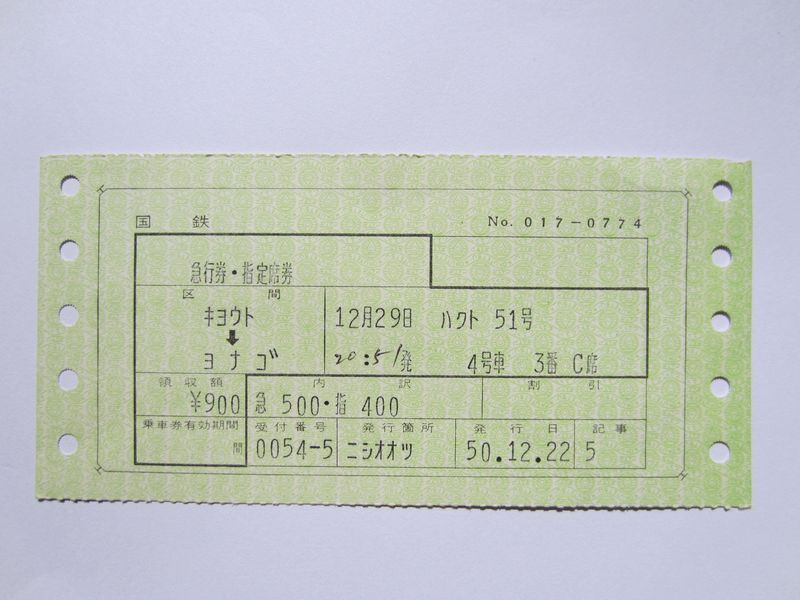 国鉄 No. 017-0774
急行券・指定席券
区間
キヨウト 12月29日 ハクト 51号
↓
ヨナゴ 20:51発 4号車 3番 C席
領収額 内訳 割引
¥900 急 500・指 400
乗車券有効期間 受付番号 発行箇所 発行日 記事
間 0054-5 ニシオオツ 50.12.22 5